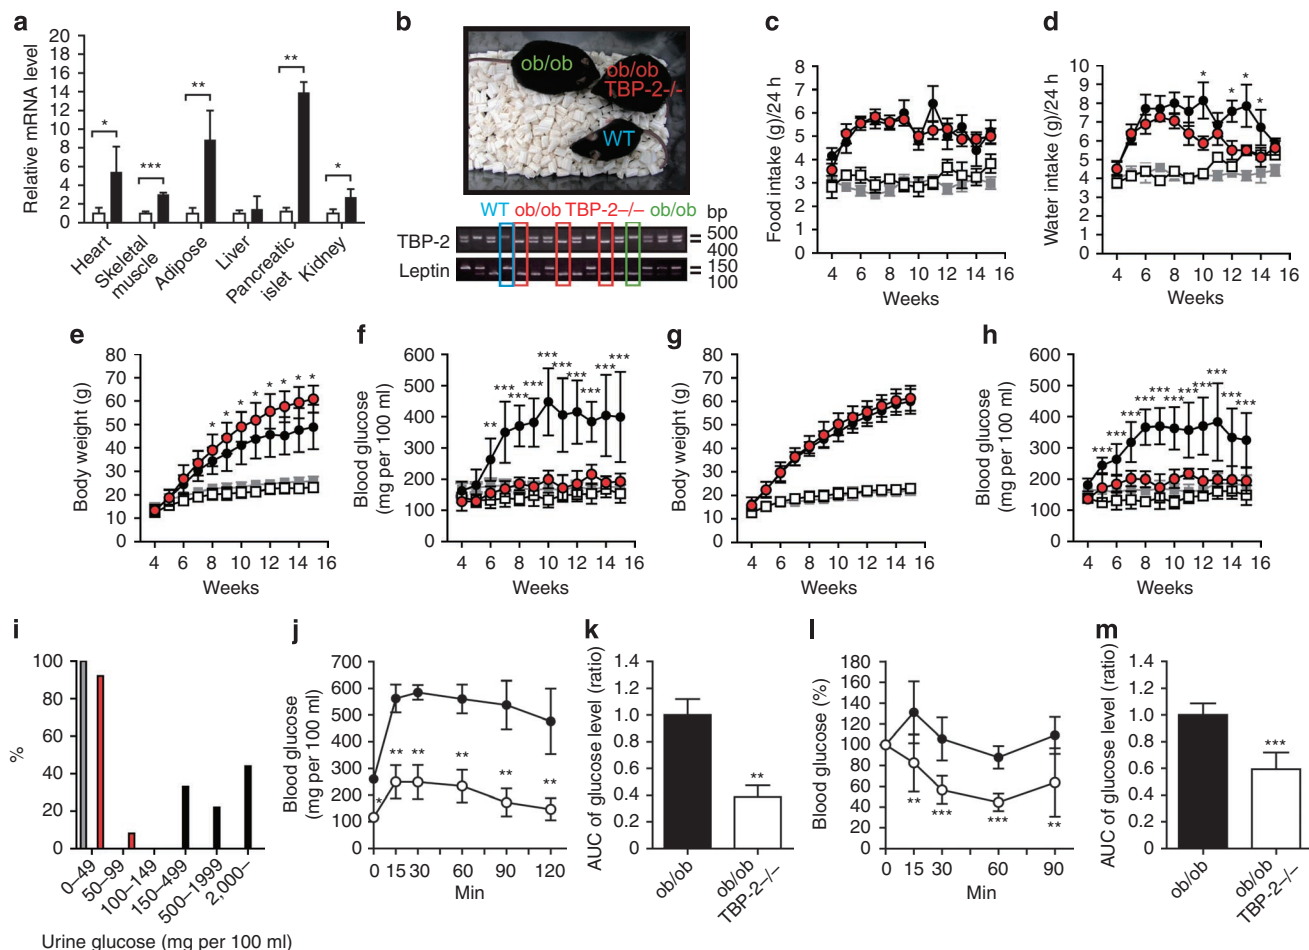 a
Relative mRNA level
20
18
16
14
12
10
8
6
4
2
0
*
***
**
**
*
Heart
Skeletal
muscle
Adipose
Liver
Pancreatic
islet
Kidney
b
ob/ob
ob/ob
TBP-2-/-
WT
WT ob/ob TBP-2–/– ob/ob bp
TBP-2
500
400
Leptin
150
100
c
Food intake (g)/24 h
8
7
6
5
4
3
2
1
0
4 6 8 10 12 14 16
Weeks
d
Water intake (g)/24 h
10
9
8
7
6
5
4
3
2
1
0
* * * *
4 6 8 10 12 14 16
Weeks
e
Body weight (g)
80
70
60
50
40
30
20
10
0
* * * * * * * *
4 6 8 10 12 14 16
Weeks
f
Blood glucose
(mg per 100 ml)
600
500
400
300
200
100
0
** *** *** *** *** *** *** *** *** ***
4 6 8 10 12 14 16
Weeks
g
Body weight (g)
80
70
60
50
40
30
20
10
0
4 6 8 10 12 14 16
Weeks
h
Blood glucose
(mg per 100 ml)
600
500
400
300
200
100
0
*** *** *** *** *** *** *** *** *** *** ***
4 6 8 10 12 14 16
Weeks
i
%
100
80
60
40
20
0
0–49
50–99
100–149
150–499
500–1999
2,000–
Urine glucose (mg per 100 ml)
j
Blood glucose
(mg per 100 ml)
700
600
500
400
300
200
100
0
* ** ** ** ** **
0 15 30 60 90 120
Min
k
AUC of glucose level (ratio)
1.4
1.2
1.0
0.8
0.6
0.4
0.2
0
**
ob/ob
ob/ob
TBP-2–/–
l
Blood glucose (%)
180
160
140
120
100
80
60
40
20
0
** *** *** **
0 15 30 60 90
Min
m
AUC of glucose level (ratio)
1.4
1.2
1.0
0.8
0.6
0.4
0.2
0
***
ob/ob
ob/ob
TBP-2–/–